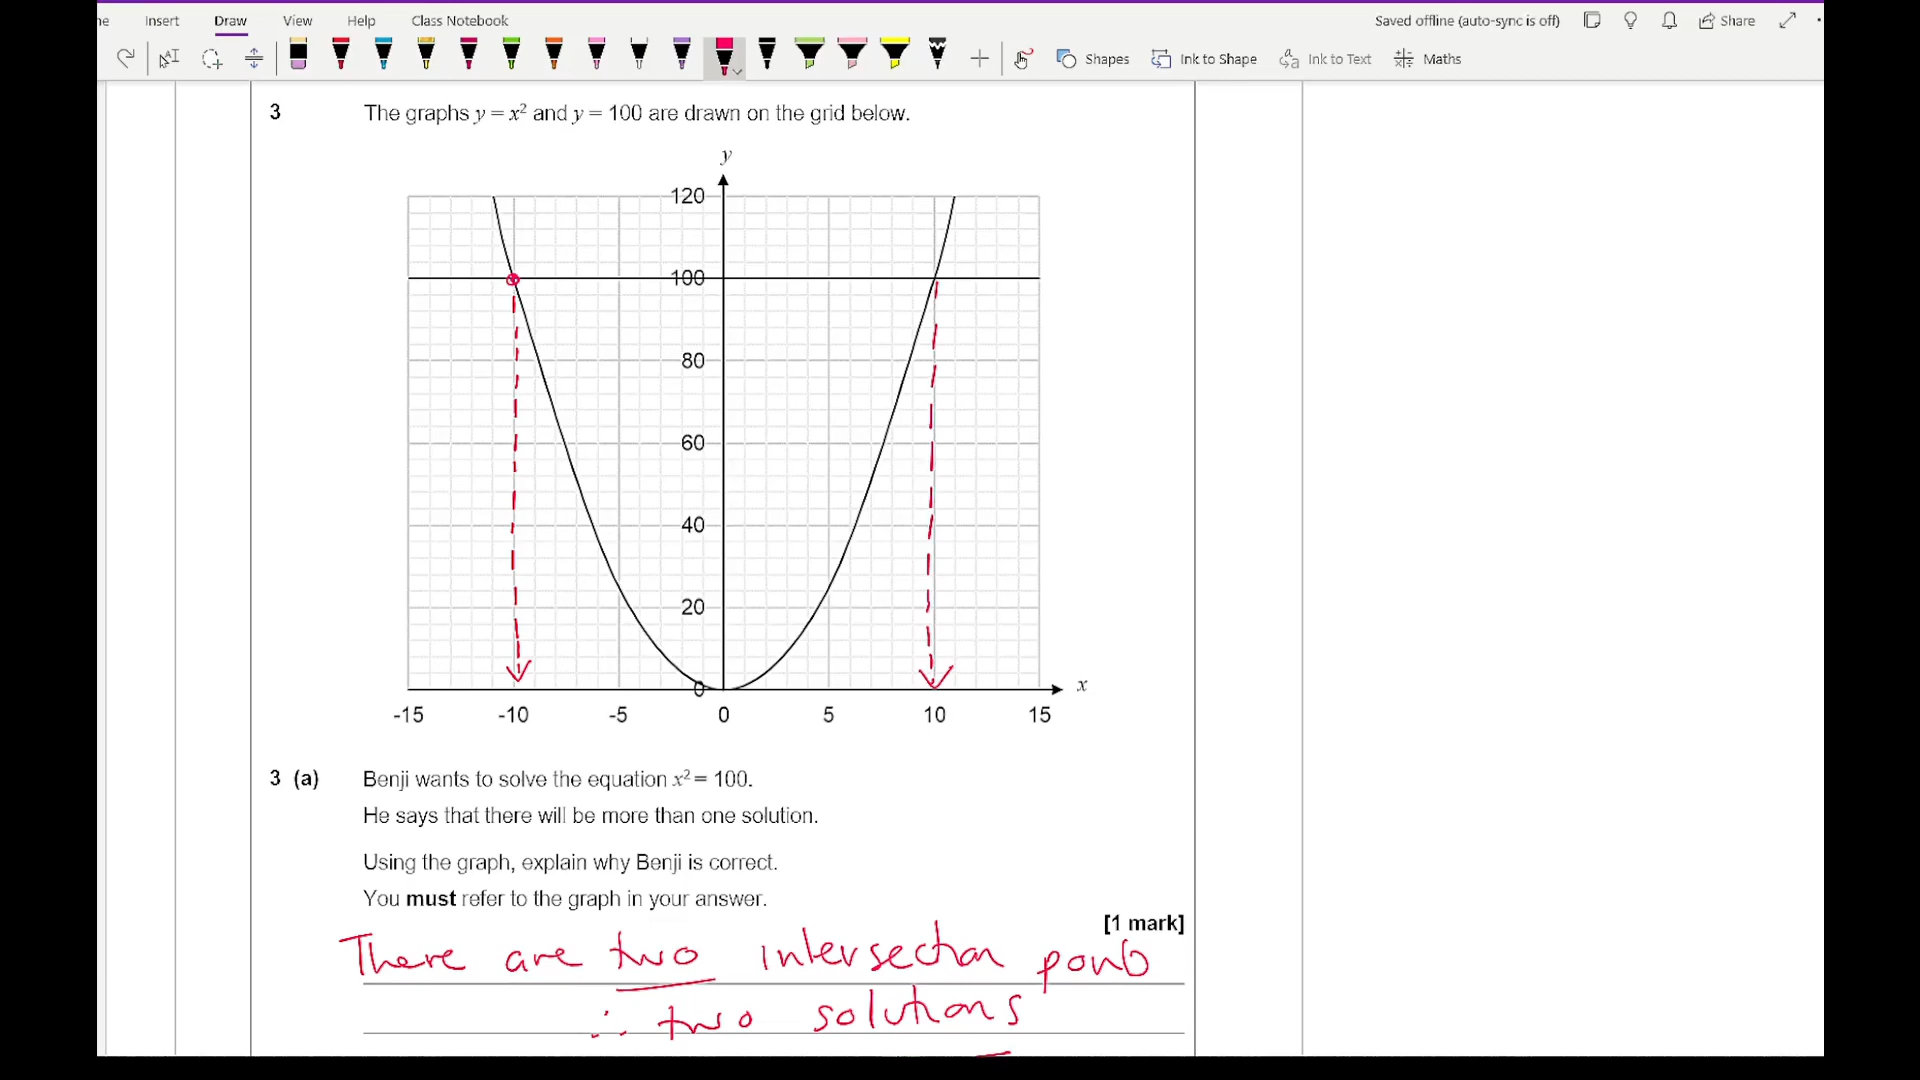 ne Insert Draw View Help Class Notebook Saved offline (auto-sync is off) Share
Shapes Ink to Shape Ink to Text Maths
3 The graphs y = x² and y = 100 are drawn on the grid below.
y
120
100
80
60
40
20
0
x
-15 -10 -5 0 5 10 15
3 (a) Benji wants to solve the equation x² = 100.
He says that there will be more than one solution.
Using the graph, explain why Benji is correct.
You must refer to the graph in your answer.
[1 mark]
There are two intersection points
∴ two solutions